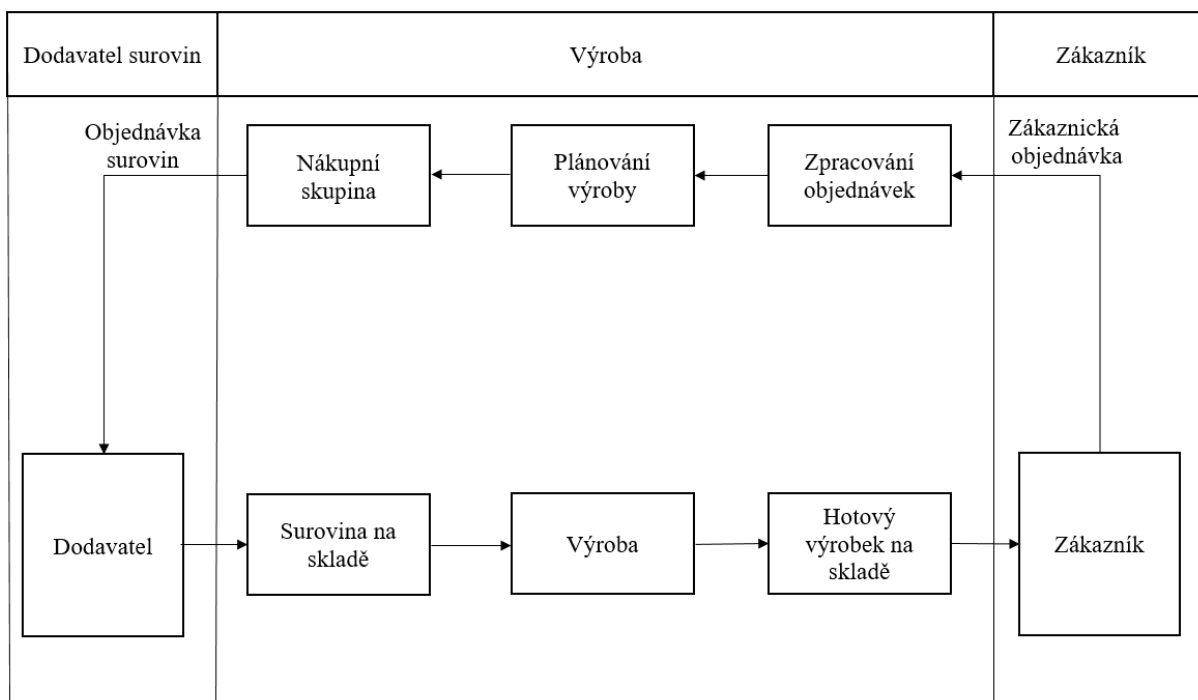 Dodavatel surovin
Výroba
Zákazník
Objednávka
surovin
Nákupní
skupina
Plánování
výroby
Zpracování
objednávek
Zákaznická
objednávka
Dodavatel
Surovina na
skladě
Výroba
Hotový
výrobek na
skladě
Zákazník